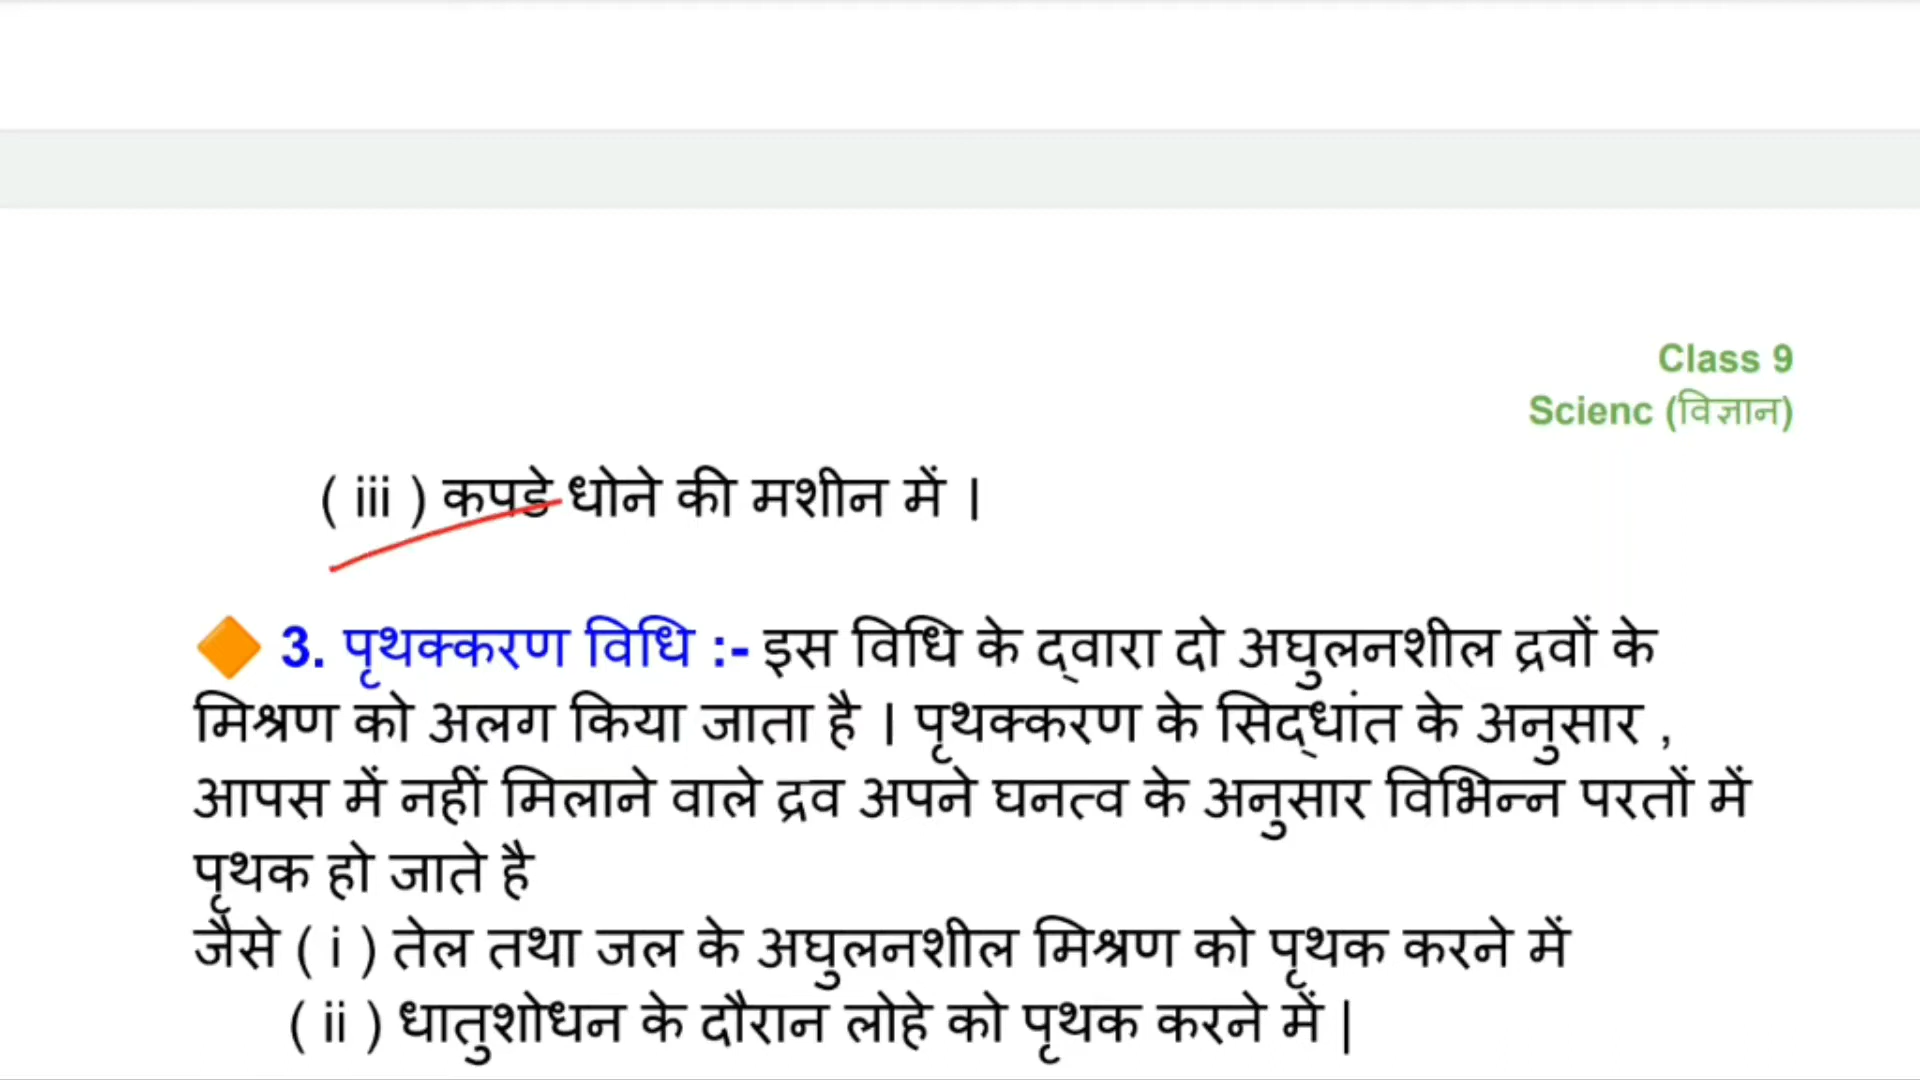 Class 9
Scienc (विज्ञान)
( iii ) कपडे धोने की मशीन में ।
🔶 3. पृथक्करण विधि :- इस विधि के द्वारा दो अघुलनशील द्रवों के
मिश्रण को अलग किया जाता है । पृथक्करण के सिद्धांत के अनुसार ,
आपस में नहीं मिलाने वाले द्रव अपने घनत्व के अनुसार विभिन्न परतों में
पृथक हो जाते है
जैसे ( i ) तेल तथा जल के अघुलनशील मिश्रण को पृथक करने में
( ii ) धातुशोधन के दौरान लोहे को पृथक करने में |